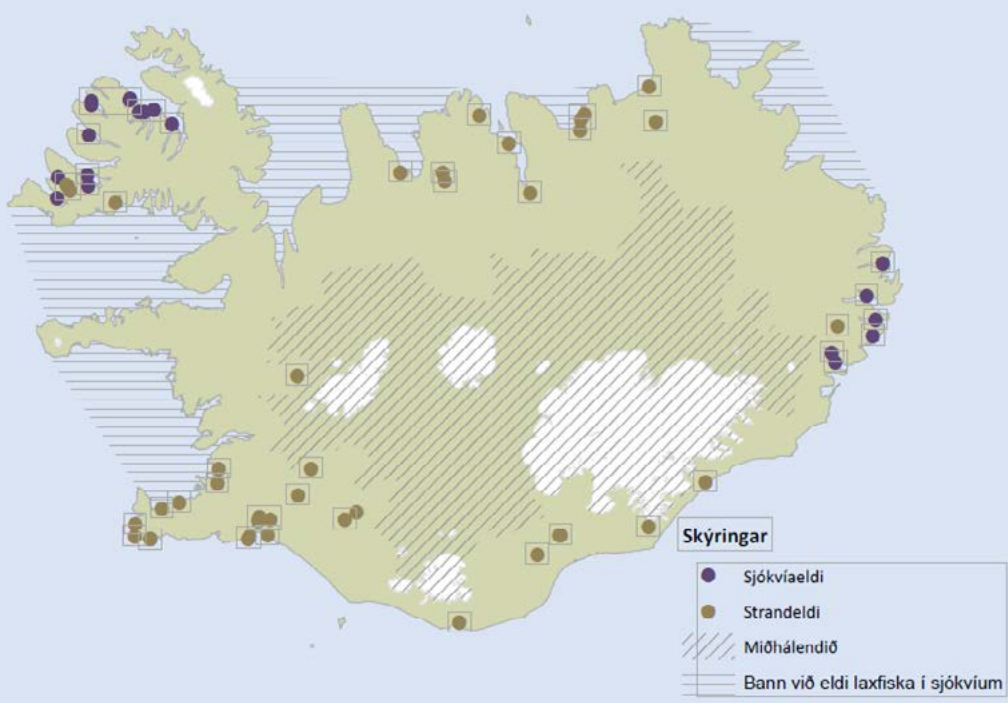 Skýringar
Sjókvíaeldi
Strandeldi
Miðhálendið
Bann við eldi laxfiska í sjókvíum